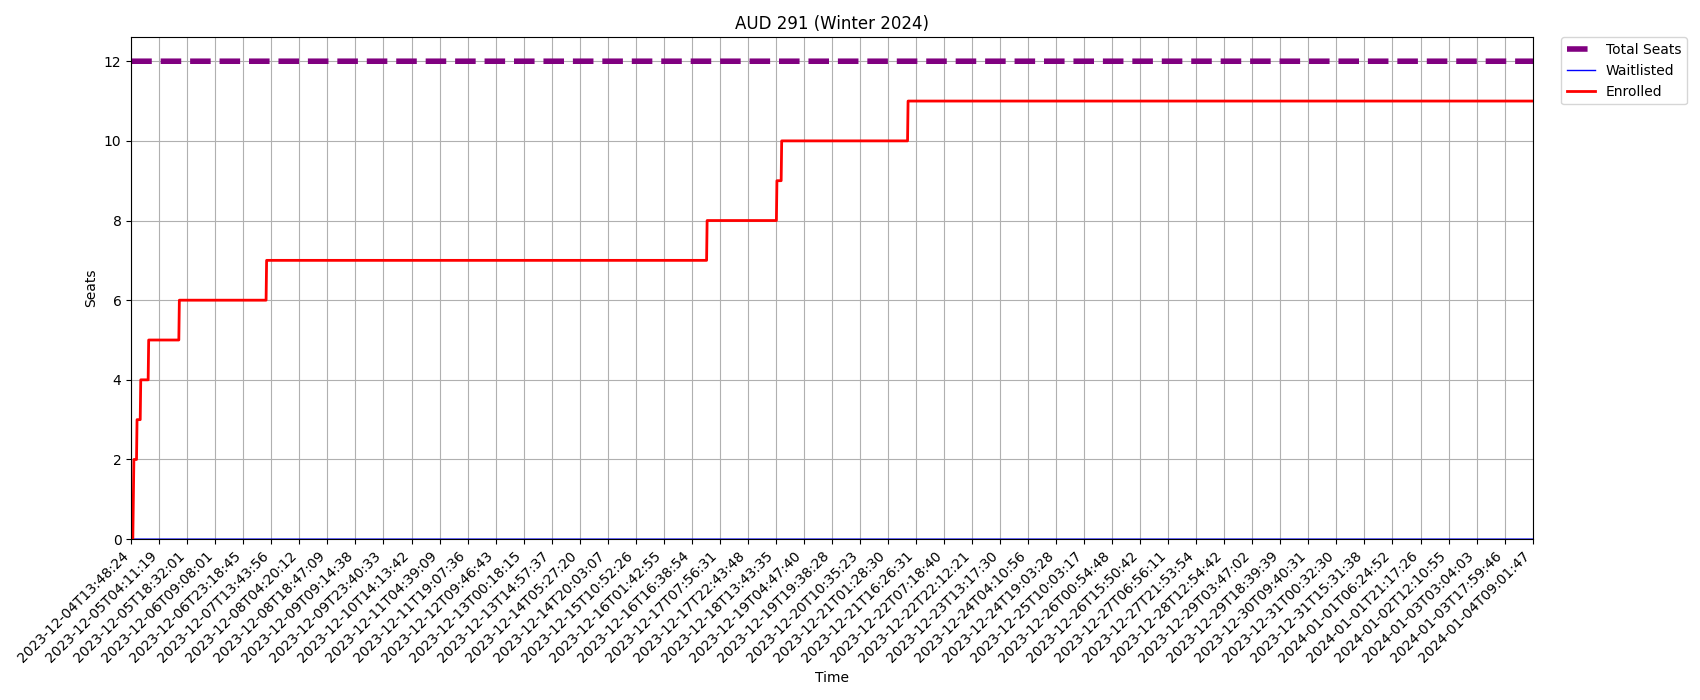 AUD 291 (Winter 2024)
Total Seats
Waitlisted
Enrolled
Seats
12
10
8
6
4
2
0
2023-12-04T13:48:24
2023-12-05T04:11:19
2023-12-05T18:32:01
2023-12-06T09:08:01
2023-12-06T23:18:45
2023-12-07T13:43:56
2023-12-08T04:20:12
2023-12-08T18:47:09
2023-12-09T09:14:38
2023-12-09T23:40:33
2023-12-10T14:13:42
2023-12-11T04:39:09
2023-12-11T19:07:36
2023-12-12T09:46:43
2023-12-13T00:18:15
2023-12-13T14:57:37
2023-12-14T05:27:20
2023-12-14T20:03:07
2023-12-15T10:52:26
2023-12-16T01:42:55
2023-12-16T16:38:54
2023-12-17T07:56:31
2023-12-17T22:43:48
2023-12-18T13:43:35
2023-12-19T04:47:40
2023-12-19T19:38:28
2023-12-20T10:35:23
2023-12-21T01:28:30
2023-12-21T16:26:31
2023-12-22T07:18:40
2023-12-22T22:12:21
2023-12-23T13:17:30
2023-12-24T04:10:56
2023-12-24T19:03:28
2023-12-25T10:03:17
2023-12-26T00:54:48
2023-12-26T15:50:42
2023-12-27T06:56:11
2023-12-27T21:53:54
2023-12-28T12:54:42
2023-12-29T03:47:02
2023-12-29T18:39:39
2023-12-30T09:40:31
2023-12-31T00:32:30
2023-12-31T15:31:38
2024-01-01T06:24:52
2024-01-01T21:17:26
2024-01-02T12:10:55
2024-01-03T03:04:03
2024-01-03T17:59:46
2024-01-04T09:01:47
Time